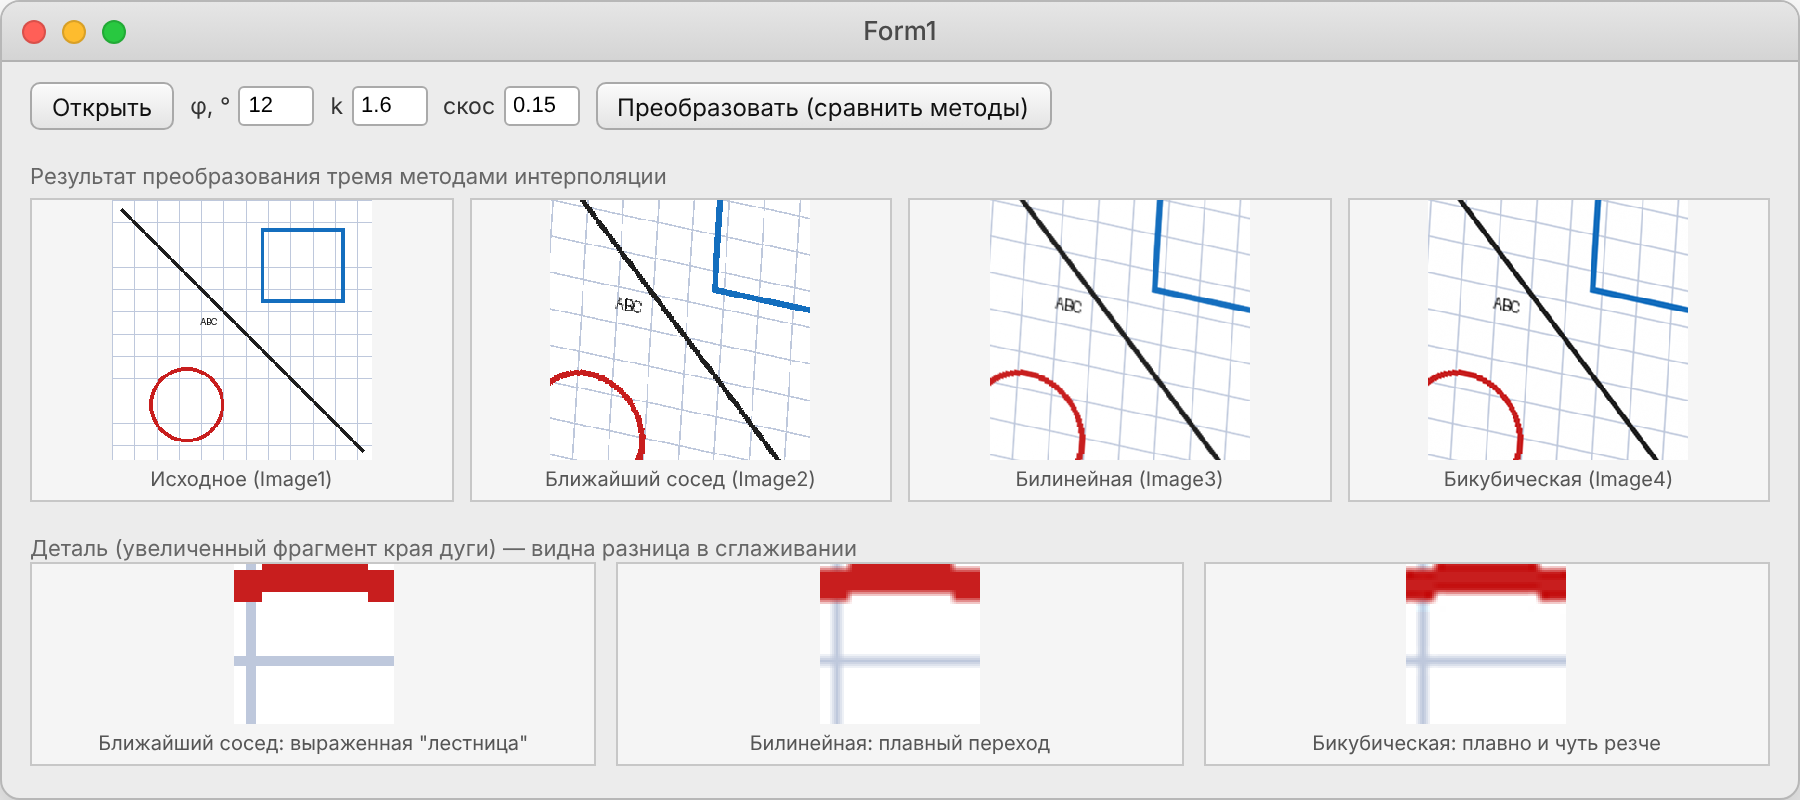 Form1
Открыть φ, ° 12 k 1.6 скос 0.15 Преобразовать (сравнить методы)
Результат преобразования тремя методами интерполяции
ABC ABC ABC ABC
Исходное (Image1) Ближайший сосед (Image2) Билинейная (Image3) Бикубическая (Image4)
Деталь (увеличенный фрагмент края дуги) — видна разница в сглаживании
Ближайший сосед: выраженная "лестница" Билинейная: плавный переход Бикубическая: плавно и чуть резче